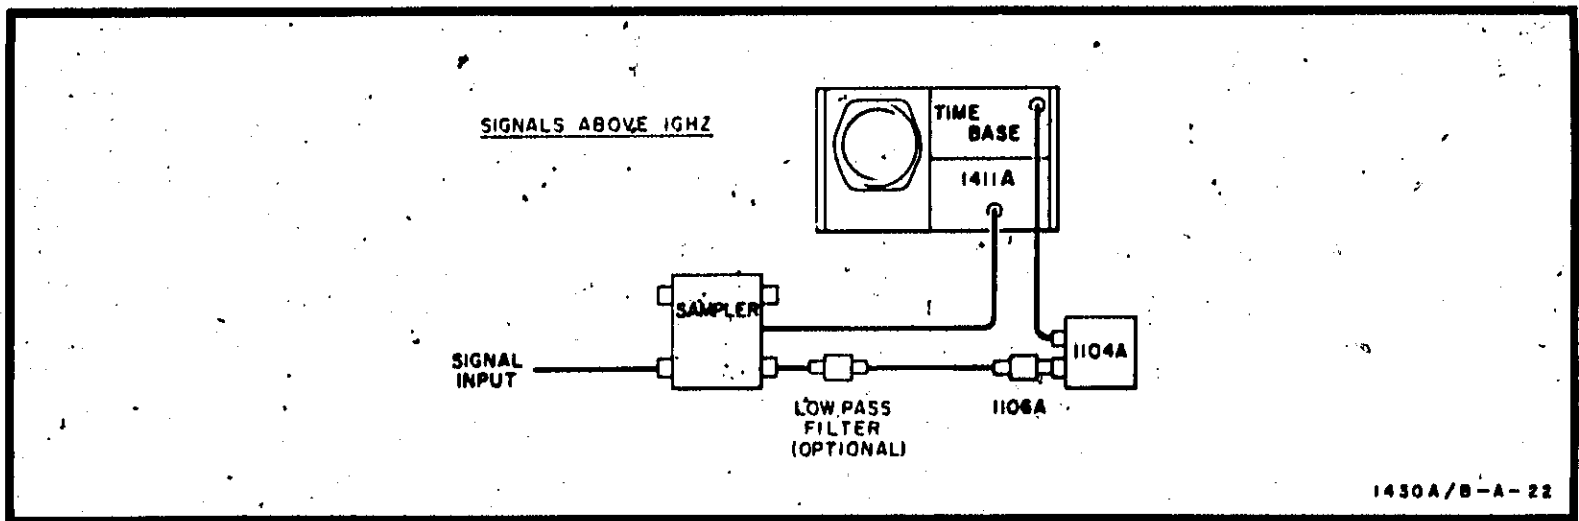 SIGNALS ABOVE 1GHZ
TIME
BASE
1411A
SAMPLER
SIGNAL
INPUT
1104A
LOW PASS
FILTER
(OPTIONAL)
1106A
1430A/B-A-22